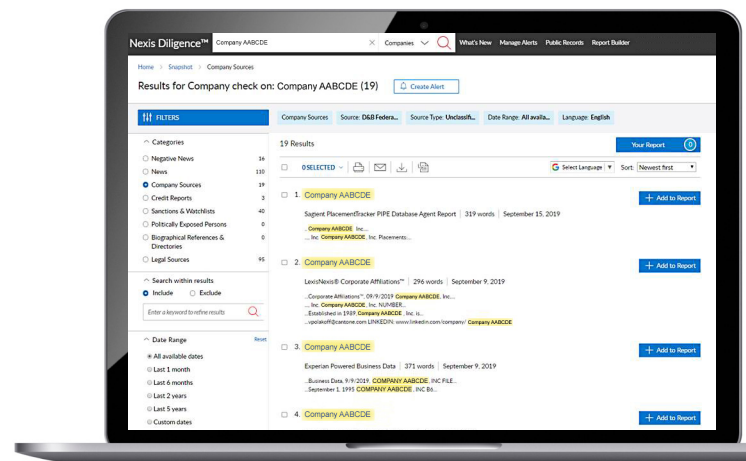 Nexis Diligence™ Company AABCDE Companies What's New Manage Alerts Public Records Report Builder
Home Snapshot Company Sources
Results for Company check on: Company AABCDE (19) Create Alert
FILTERS
Company Sources Source: D&B Federa... Source Type: Unclassifi... Date Range: All availa... Language: English
Categories
Negative News 16
News 110
Company Sources 19
Credit Reports 3
Sanctions & Watchlists 40
Politically Exposed Persons 0
Biographical References & 0
Directories
Legal Sources 95
Search within results
Include Exclude
Enter a keyword to refine results
Date Range Reset
All available dates
Last 1 month
Last 6 months
Last 2 years
Last 5 years
Custom dates
19 Results Your Report 0
0 SELECTED G Select Language Sort: Newest first
1. Company AABCDE + Add to Report
Sagient PlacementTracker PIPE Database Agent Report | 319 words | September 15, 2019
. Company AABCDE Inc...
... Inc. Company AABCDE, Inc. Placements...
2. Company AABCDE + Add to Report
LexisNexis® Corporate Affiliations™ | 296 words | September 9, 2019
...Corporate Affiliations™, 09/9/2019 Company AABCDE, Inc...
... Inc. Company AABCDE, Inc. NUMBER...
...Established in 1989, Company AABCDE, Inc. is...
...vpolakoff@cantone.com LINKEDIN: www.linkedin.com/company/ Company AABCDE
3. Company AABCDE + Add to Report
Experian Powered Business Data | 371 words | September 9, 2019
...Business Data, 9/9/2019, COMPANY AABCDE, INC FILE...
...September 1, 1995 COMPANY AABCDE, INC B6...
4. Company AABCDE + Add to Report